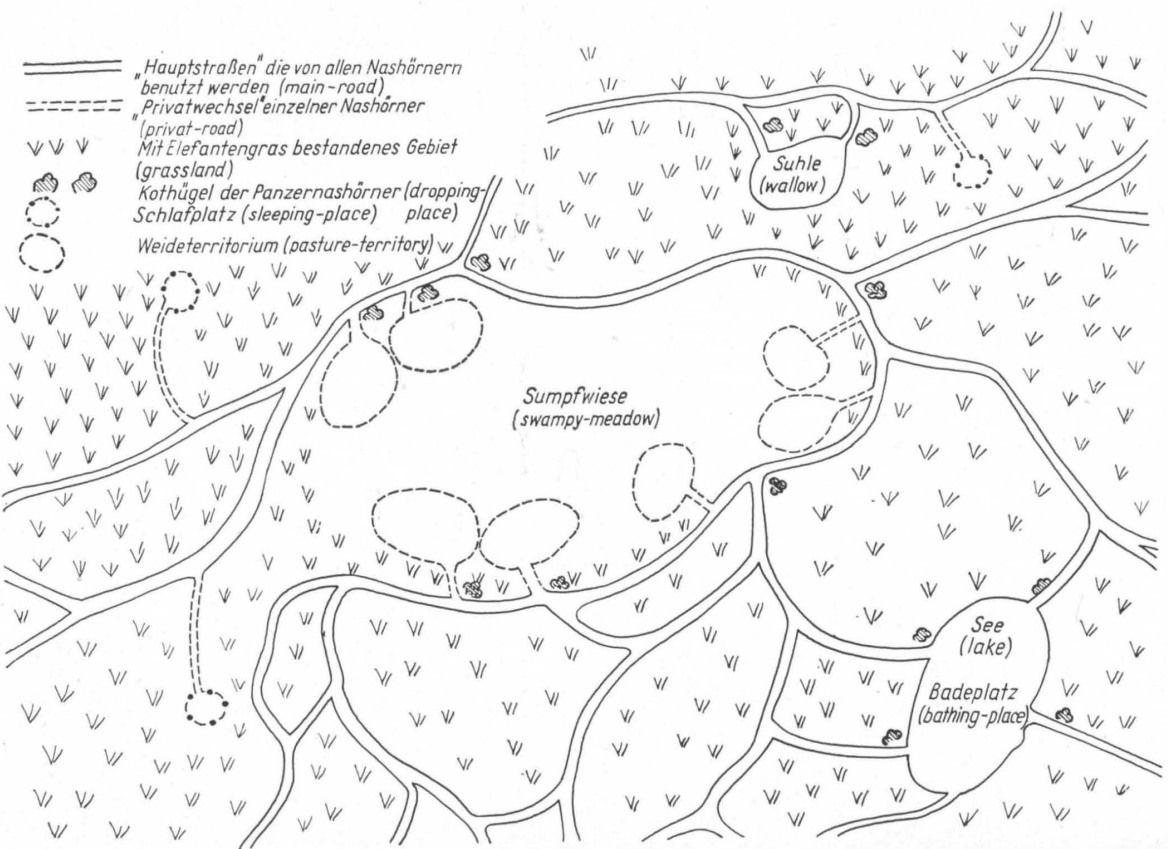 „Hauptstraßen" die von allen Nashörnern
benutzt werden (main-road)
„Privatwechsel" einzelner Nashörner
(privat-road)
Mit Elefantengras bestandenes Gebiet
(grassland)
Kothügel der Panzernashörner (dropping-
Schlafplatz (sleeping-place) place)
Weideterritorium (pasture-territory)
Suhle
(wallow)
Sumpfwiese
(swampy-meadow)
See
(lake)
Badeplatz
(bathing-place)